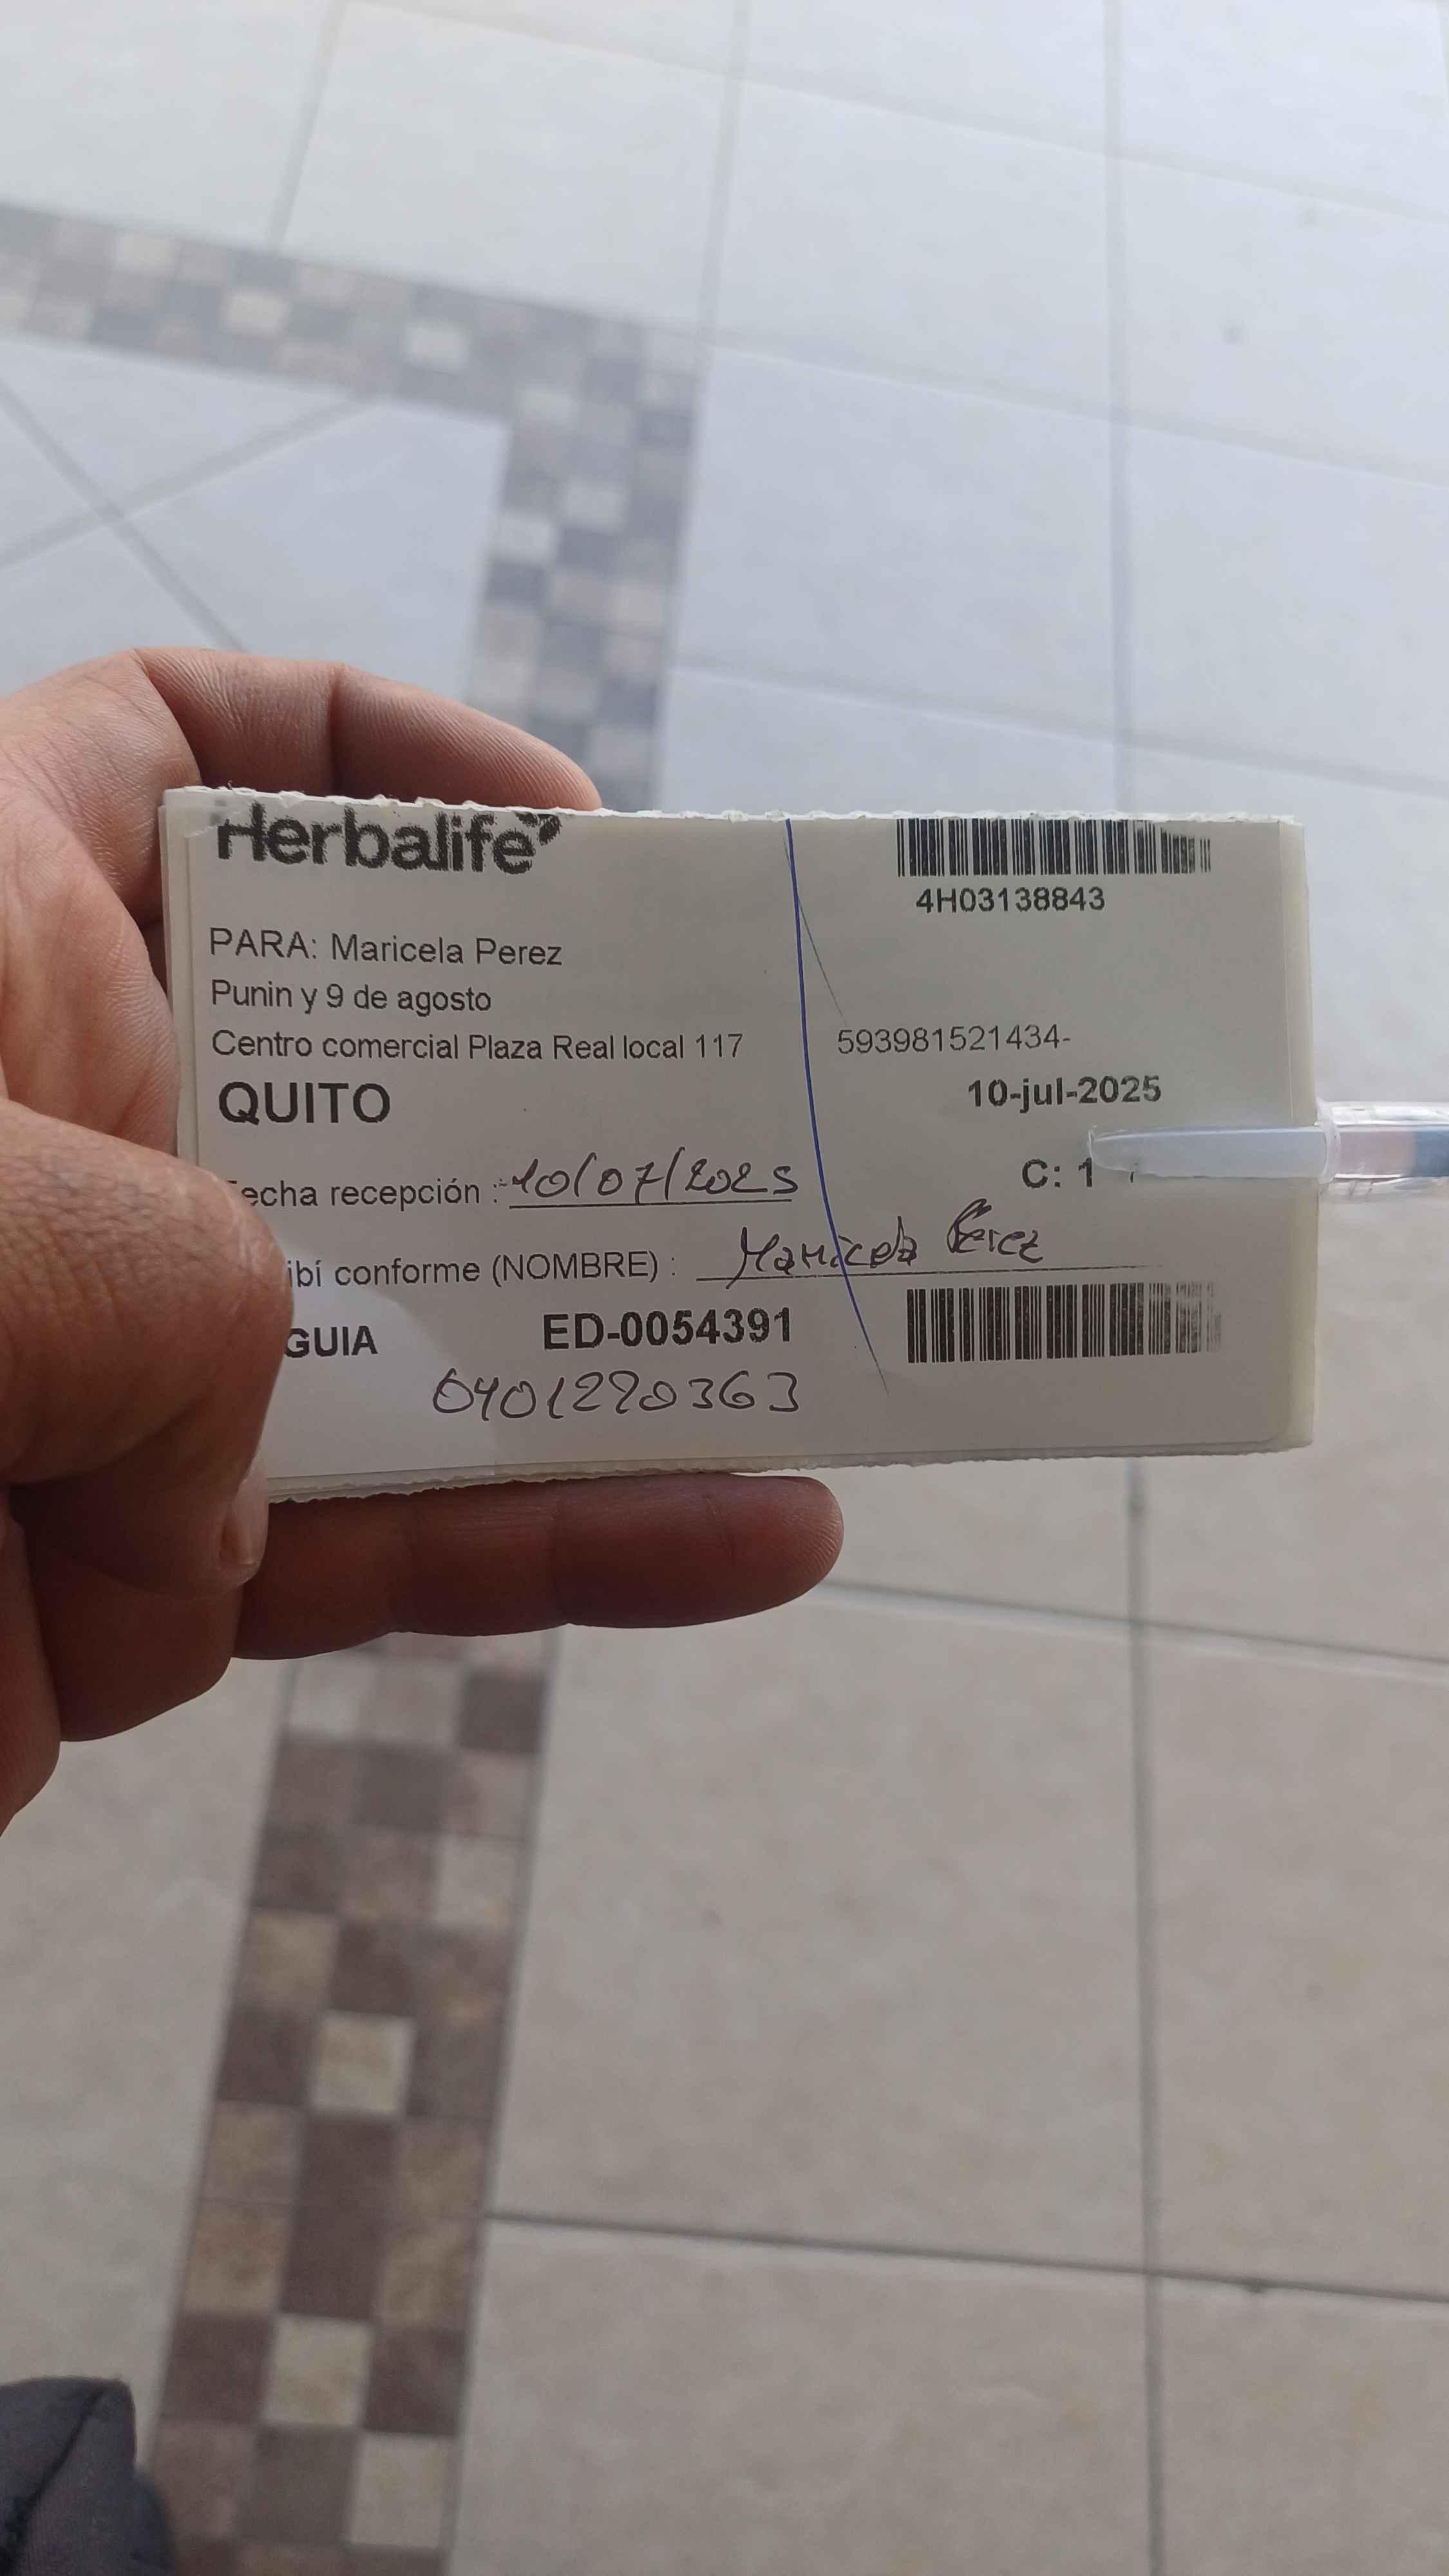 Herbalife
4H03138843
PARA: Maricela Perez
Punin y 9 de agosto
Centro comercial Plaza Real local 117
593981521434-
QUITO
10-jul-2025
C: 1
echa recepción : 10/07/2025
ibí conforme (NOMBRE) : Maricela Perez
GUIA ED-0054391
0401290363